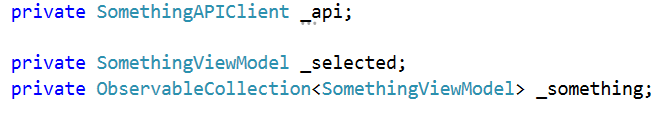 private SomethingAPIClient _api;
private SomethingViewModel _selected;
private ObservableCollection<SomethingViewModel> _something;